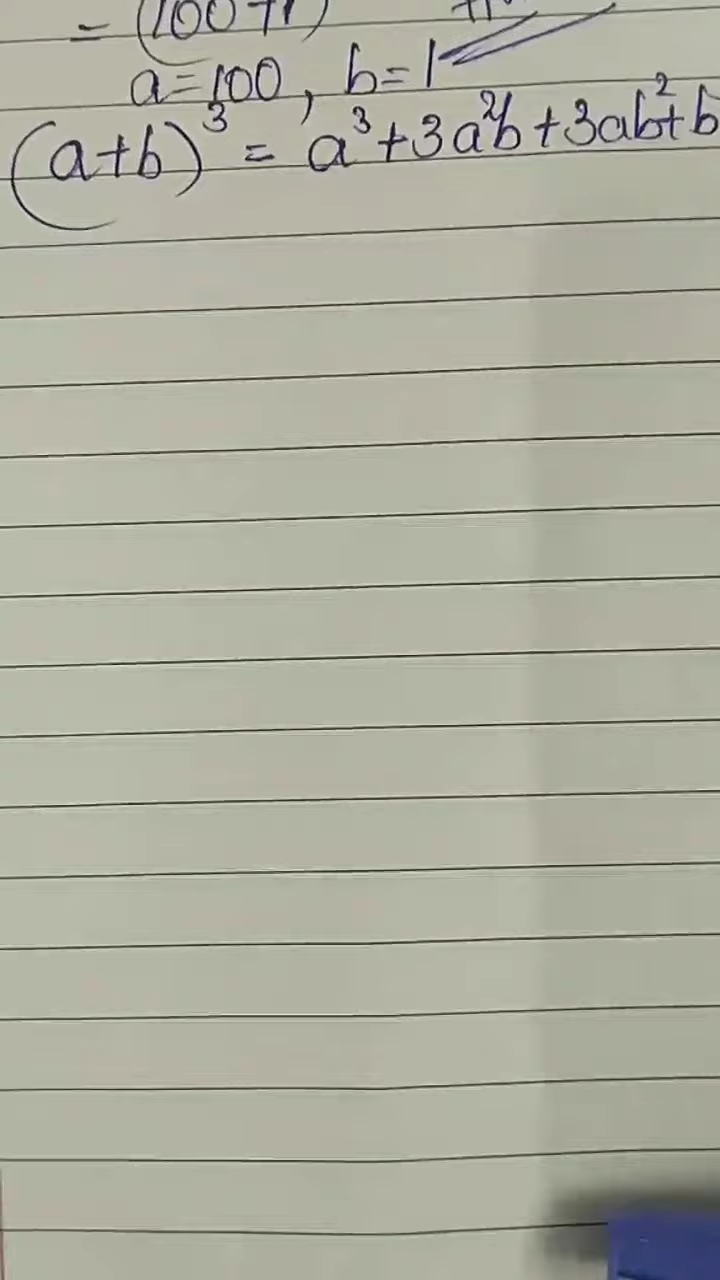 = (100+1)
a=100, b=1
(a+b)³ = a³+3a²b+3ab²+b